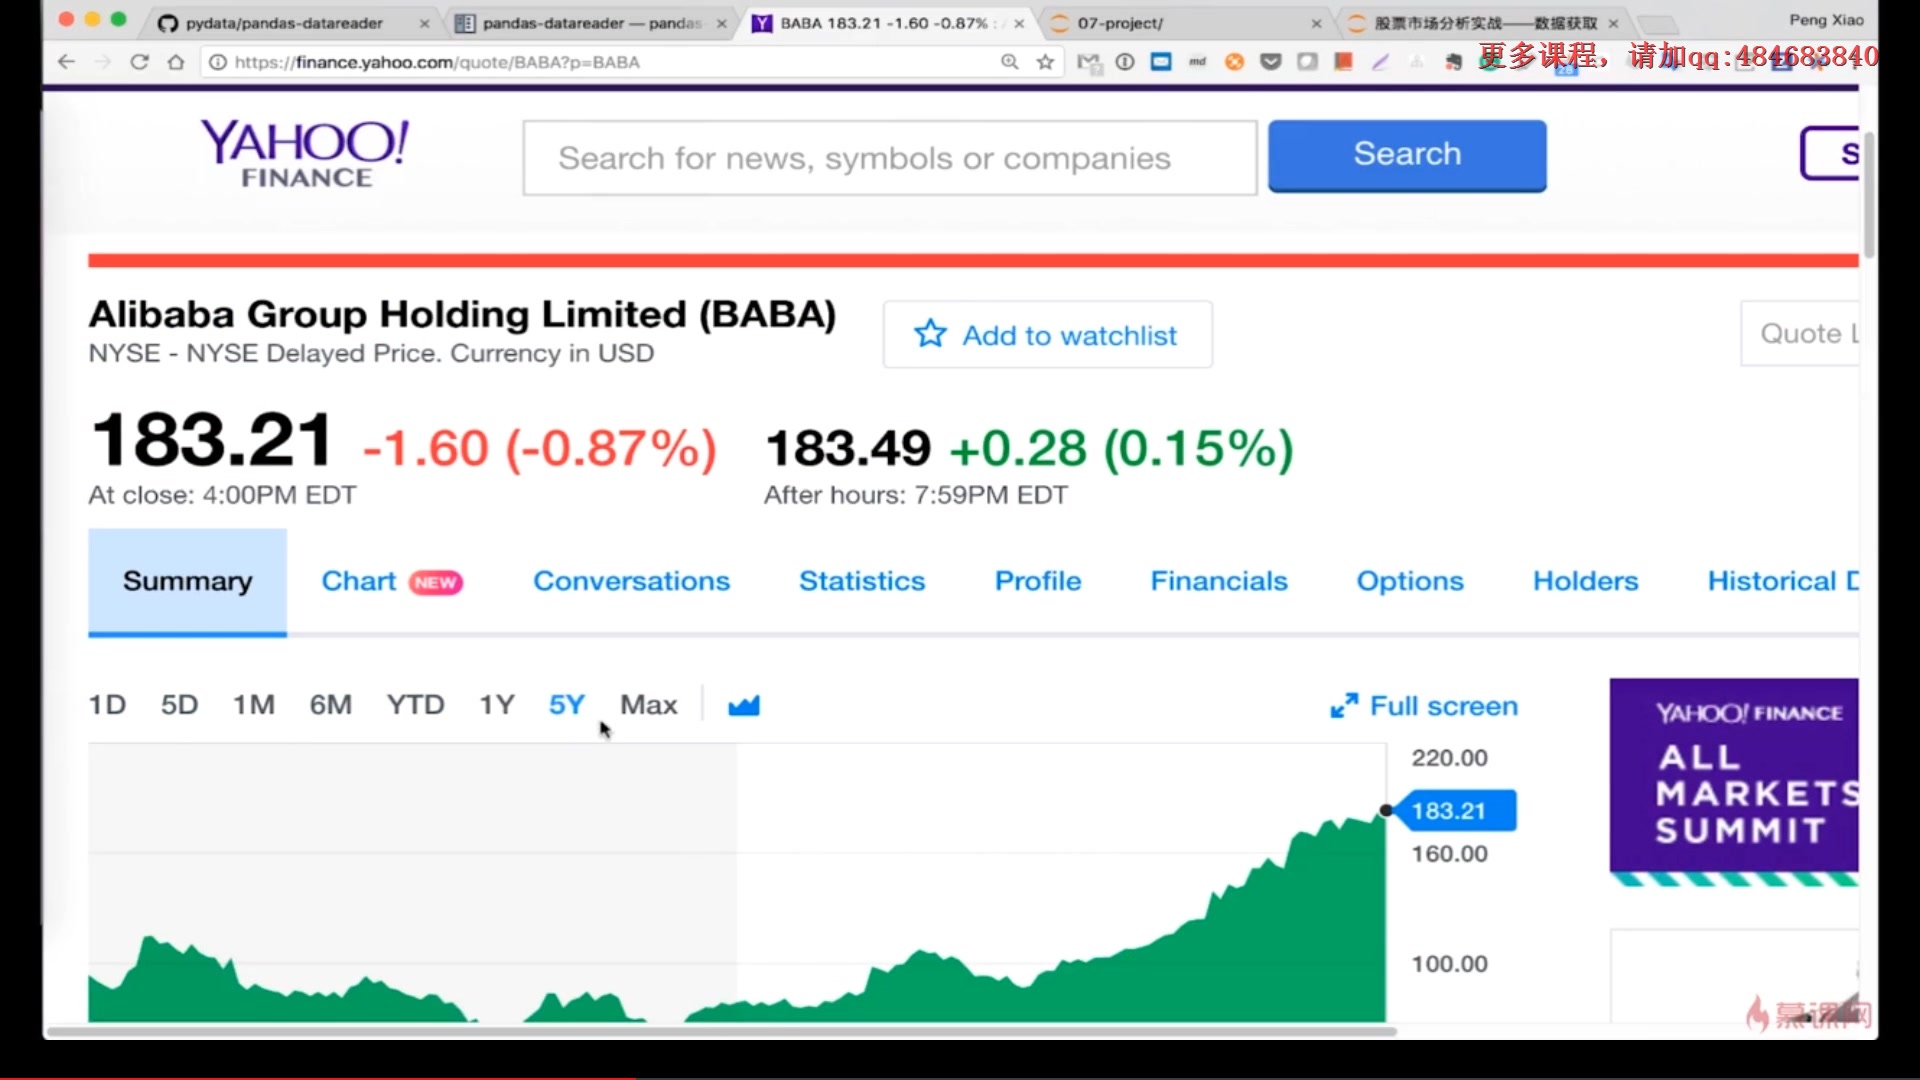 pydata/pandas-datareader
pandas-datareader — pandas
BABA 183.21 -1.60 -0.87% :
07-project/
股票市场分析实战——数据获取
Peng Xiao
https://finance.yahoo.com/quote/BABA?p=BABA
md
更多课程，请加qq:484683840
YAHOO!
FINANCE
Search for news, symbols or companies
Search
S
Alibaba Group Holding Limited (BABA)
Add to watchlist
Quote L
NYSE - NYSE Delayed Price. Currency in USD
183.21 -1.60 (-0.87%)
183.49 +0.28 (0.15%)
At close: 4:00PM EDT
After hours: 7:59PM EDT
Summary
Chart NEW
Conversations
Statistics
Profile
Financials
Options
Holders
Historical D
1D 5D 1M 6M YTD 1Y 5Y Max
Full screen
220.00
183.21
160.00
100.00
YAHOO! FINANCE
ALL
MARKETS
SUMMIT
慕课网